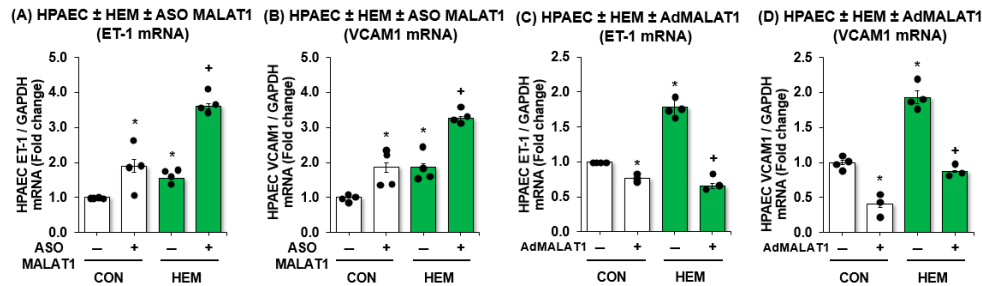 (A) HPAEC ± HEM ± ASO MALAT1
(ET-1 mRNA)
HPAEC ET-1 / GAPDH
mRNA (Fold change)
5.0
4.0
3.0
2.0
1.0
0.0
*
*
+
ASO
MALAT1
– + – +
CON HEM
(B) HPAEC ± HEM ± ASO MALAT1
(VCAM1 mRNA)
HPAEC VCAM1 / GAPDH
mRNA (Fold change)
5.0
4.0
3.0
2.0
1.0
0.0
*
*
+
ASO
MALAT1
– + – +
CON HEM
(C) HPAEC ± HEM ± AdMALAT1
(ET-1 mRNA)
HPAEC ET-1 / GAPDH
mRNA (Fold change)
2.5
2.0
1.5
1.0
0.5
0.0
*
*
+
AdMALAT1 – + – +
CON HEM
(D) HPAEC ± HEM ± AdMALAT1
(VCAM1 mRNA)
HPAEC VCAM1 / GAPDH
mRNA (Fold change)
2.5
2.0
1.5
1.0
0.5
0.0
*
*
+
AdMALAT1 – + – +
CON HEM